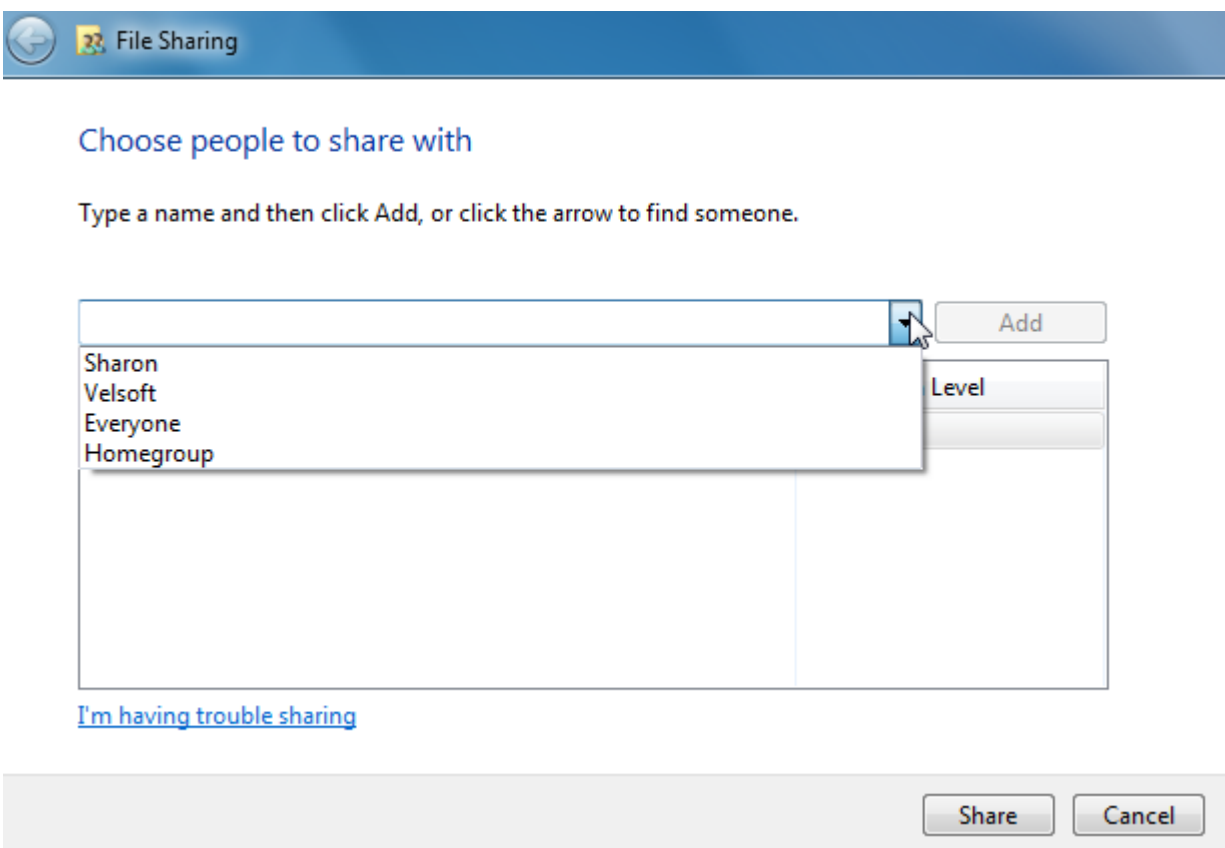 File Sharing
Choose people to share with
Type a name and then click Add, or click the arrow to find someone.
Add
Sharon
Velsoft
Everyone
Homegroup
Level
I'm having trouble sharing
Share
Cancel